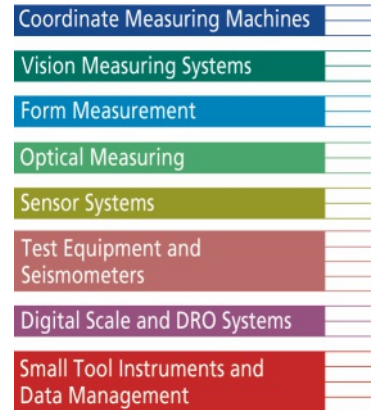 Coordinate Measuring Machines
Vision Measuring Systems
Form Measurement
Optical Measuring
Sensor Systems
Test Equipment and
Seismometers
Digital Scale and DRO Systems
Small Tool Instruments and
Data Management